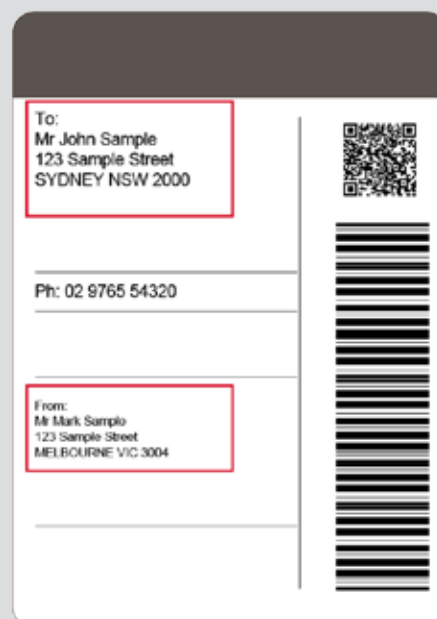 To:
Mr John Sample
123 Sample Street
SYDNEY NSW 2000
Ph: 02 9765 54320
From:
Mr Mark Sample
123 Sample Street
MELBOURNE VIC 3004